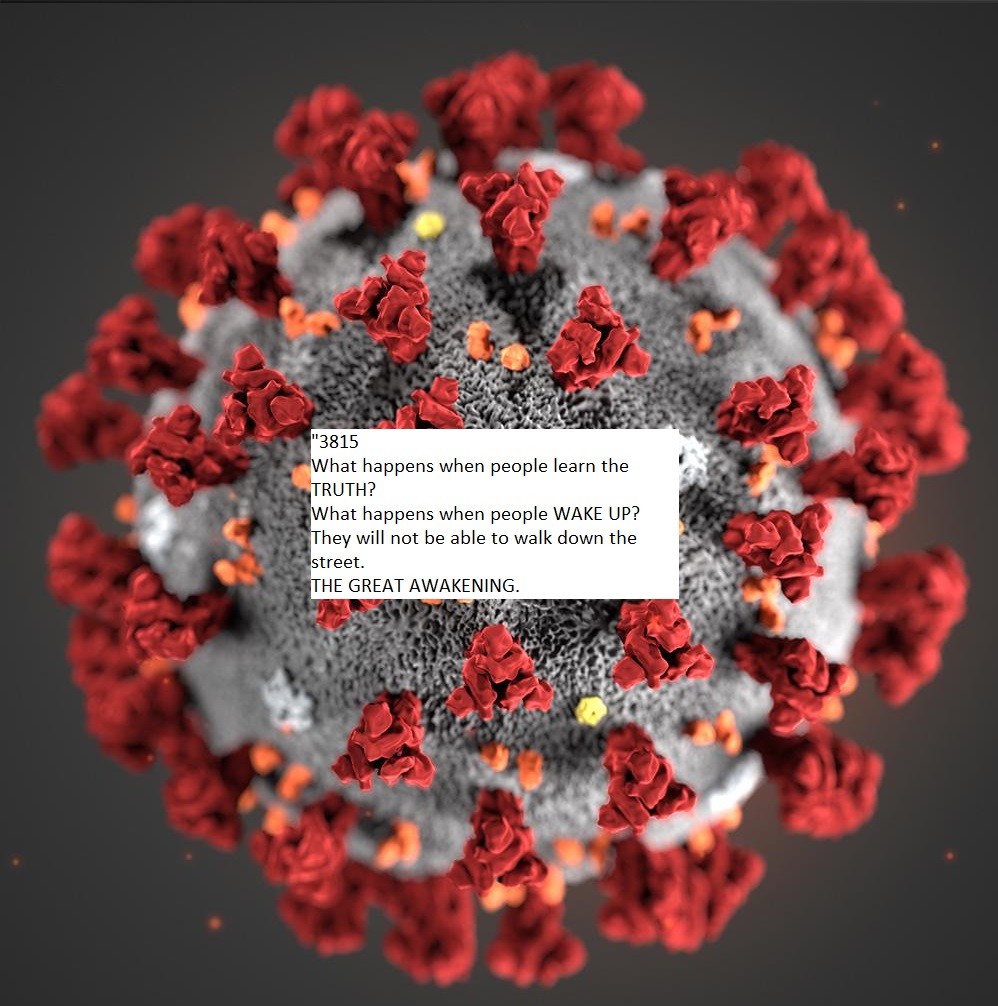 "3815
What happens when people learn the
TRUTH?
What happens when people WAKE UP?
They will not be able to walk down the
street.
THE GREAT AWAKENING.